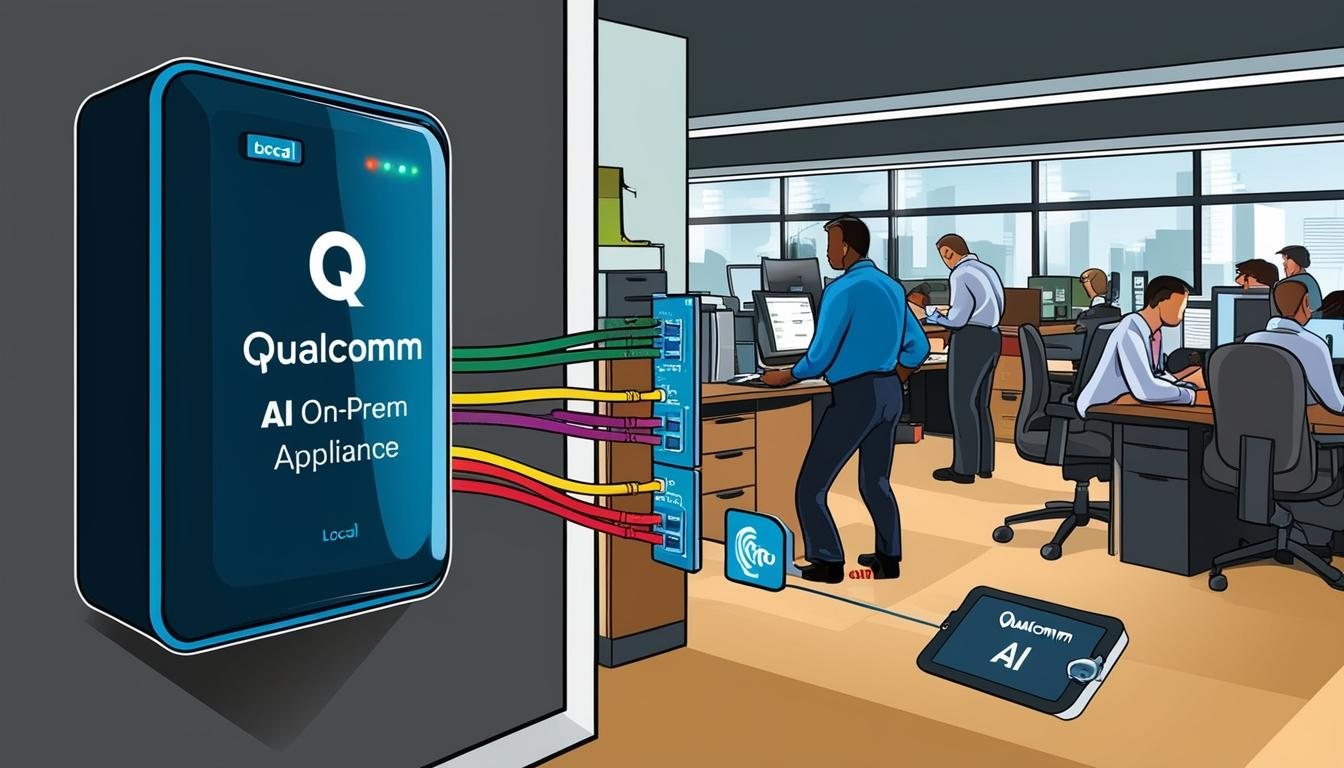 bocal
Q
Qualcomm
AI On-Prem
Appliance
Local
Qualcomm
AI